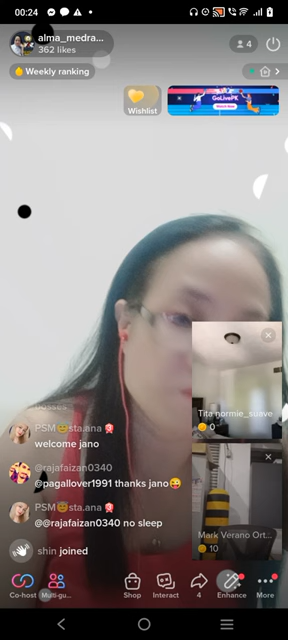 00:24
alma_medra...
362 likes
4
Weekly ranking
Wishlist
GoLivePK
Tita normie_suave
0
PSM😇sta.ana
welcome jano
@rajafaizan0340
@pagallover1991 thanks jano😜
PSM😇sta.ana
@@rajafaizan0340 no sleep
Mark Verano Ort...
10
shin joined
Co-host
Multi-gu...
Shop
Interact
4
Enhance
More